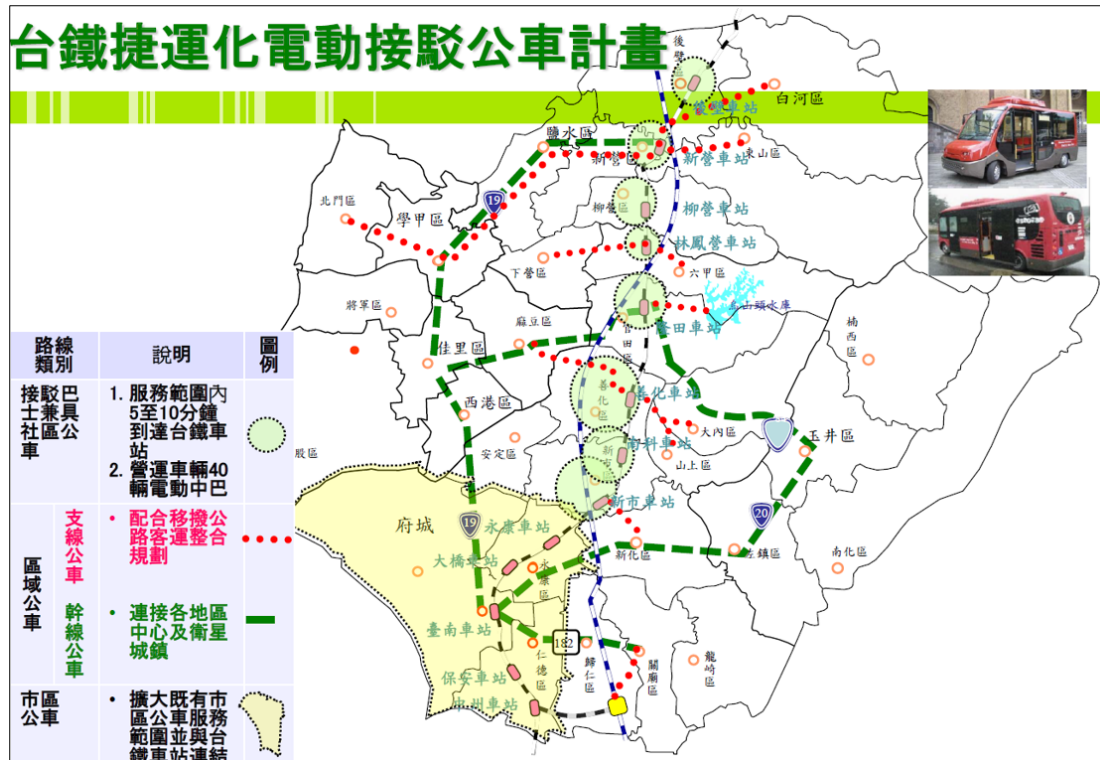 台鐵捷運化電動接駁公車計畫
白河區
後壁車站
鹽水區
新營車站
東山區
北門區
19
學甲區
柳營區
柳營車站
林鳳營車站
下營區
六甲區
將軍區
烏山頭水庫
麻豆區
隆田車站
楠西區
佳里區
善化區
善化車站
西港區
大內區
玉井區
安定區
南科車站
山上區
股區
新市車站
府城
19
永康車站
20
大橋車站
永康區
新化區
左鎮區
南化區
臺南車站
182
仁德區
歸仁區
關廟區
龍崎區
保安車站
中州車站
路線
類別
說明
圖例
接駁巴
士兼具
社區公
車
1. 服務範圍內
5至10分鐘
到達台鐵車
站
2. 營運車輛40
輛電動中巴
區域公車
支線公車
• 配合移撥公
路客運整合
規劃
幹線公車
• 連接各地區
中心及衛星
城鎮
市區
公車
• 擴大既有市
區公車服務
範圍並與台
鐵車站連結